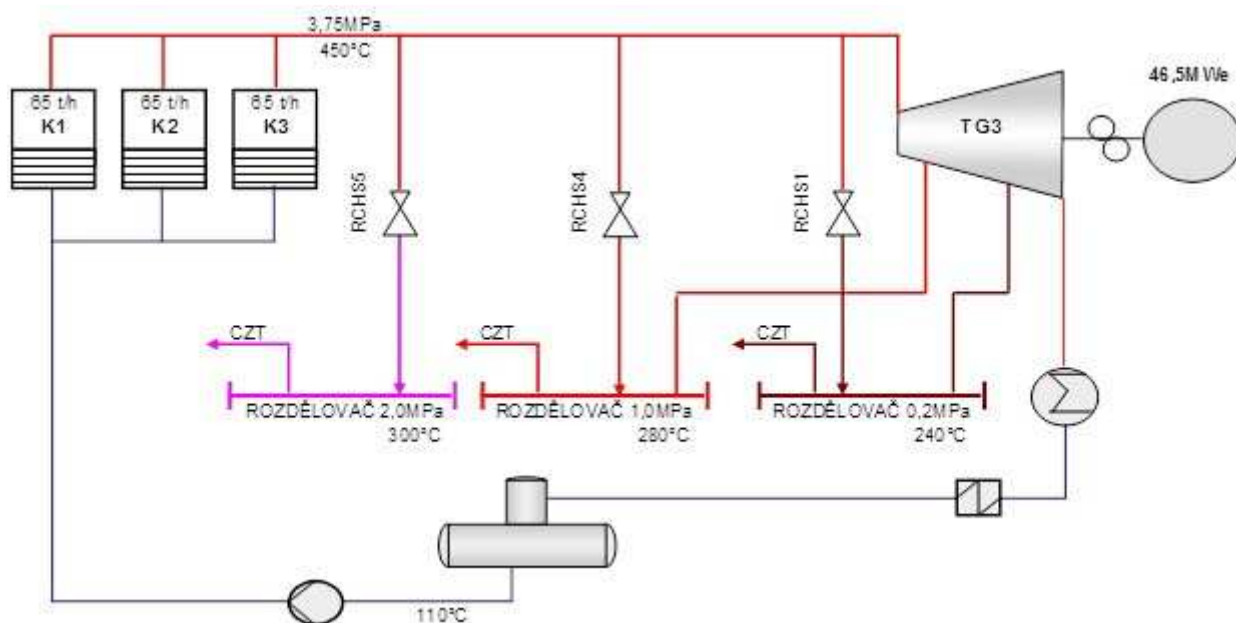 3,75MPa
450°C
65 t/h
K1
65 t/h
K2
65 t/h
K3
46,5M We
TG3
RCHS5
RCHS4
RCHS1
CZT
CZT
CZT
ROZDĚLOVAČ 2,0MPa
300°C
ROZDĚLOVAČ 1,0MPa
280°C
ROZDĚLOVAČ 0,2MPa
240°C
110°C